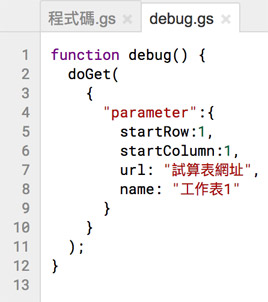 程式碼.gs × debug.gs ×
1 function debug() {
2 doGet(
3 {
4 "parameter":{
5 startRow:1,
6 startColumn:1,
7 url: "試算表網址",
8 name: "工作表1"
9 }
10 }
11 );
12 }
13